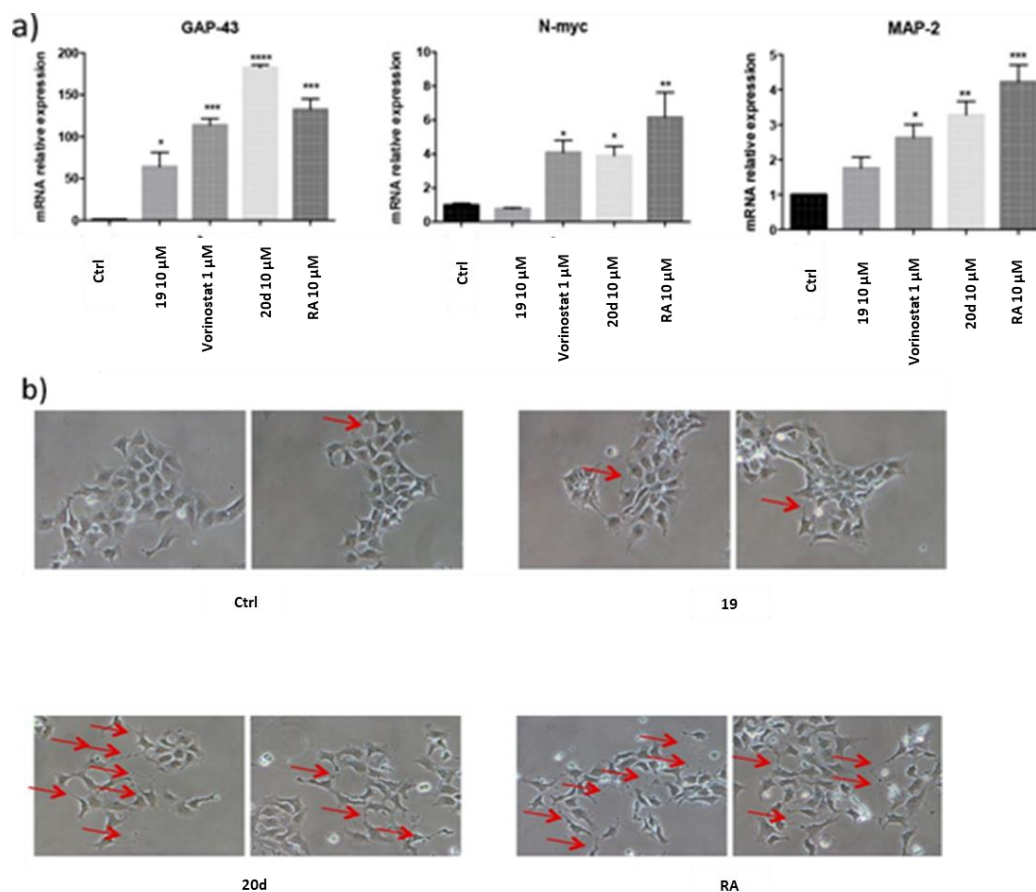 a)
GAP-43
mRNA relative expression
200
150
100
50
0
*
***
****
***
Ctrl
19 10 µM
Vorinostat 1 µM
20d 10 µM
RA 10 µM
N-myc
mRNA relative expression
10
8
6
4
2
0
*
*
**
Ctrl
19 10 µM
Vorinostat 1 µM
20d 10 µM
RA 10 µM
MAP-2
mRNA relative expression
5
4
3
2
1
0
*
**
***
Ctrl
19 10 µM
Vorinostat 1 µM
20d 10 µM
RA 10 µM
b)
Ctrl
19
20d
RA